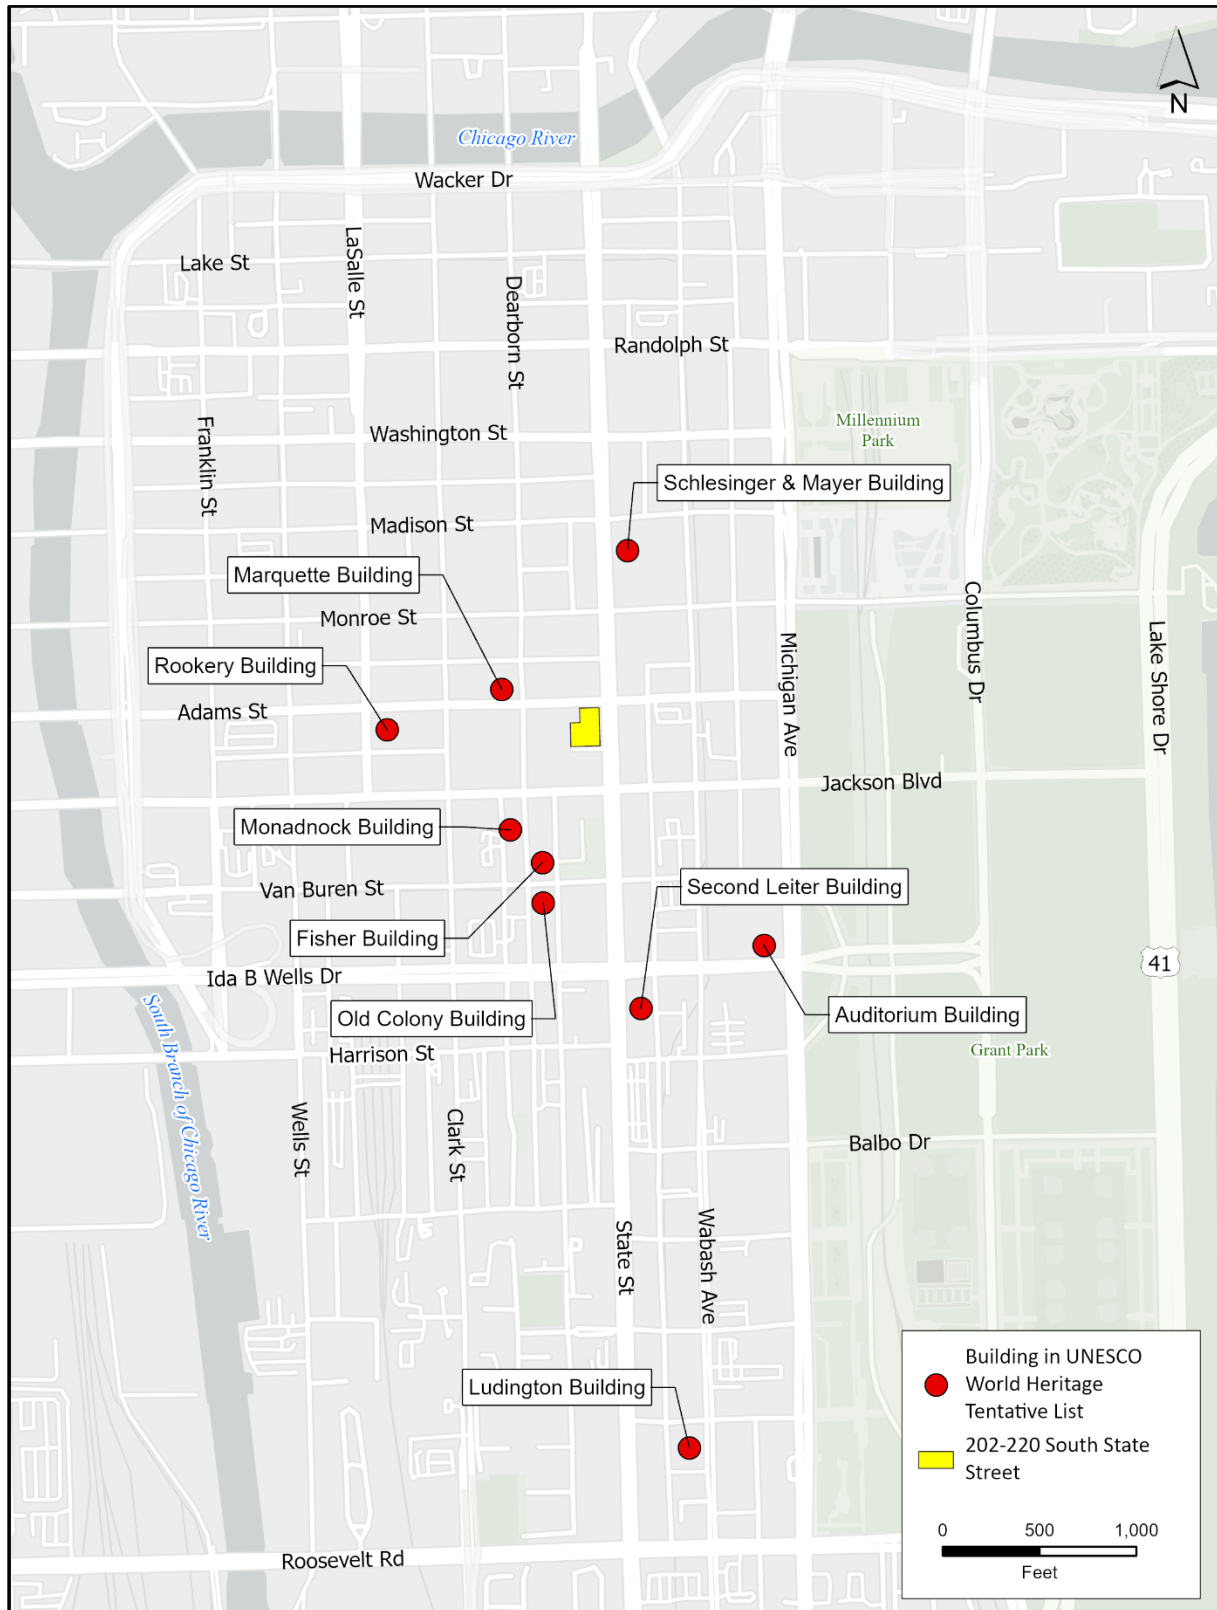 N
Chicago River
Wacker Dr
Lake St
LaSalle St
Dearborn St
Randolph St
Franklin St
Washington St
Millennium
Park
Schlesinger & Mayer Building
Madison St
Marquette Building
Monroe St
Columbus Dr
Lake Shore Dr
Michigan Ave
Rookery Building
Adams St
Jackson Blvd
Monadnock Building
Van Buren St
Second Leiter Building
Fisher Building
41
Ida B Wells Dr
Old Colony Building
Auditorium Building
Harrison St
Grant Park
South Branch of Chicago River
Wells St
Clark St
Balbo Dr
State St
Wabash Ave
Ludington Building
Roosevelt Rd
Building in UNESCO
World Heritage
Tentative List
202-220 South State
Street
0 500 1,000
Feet